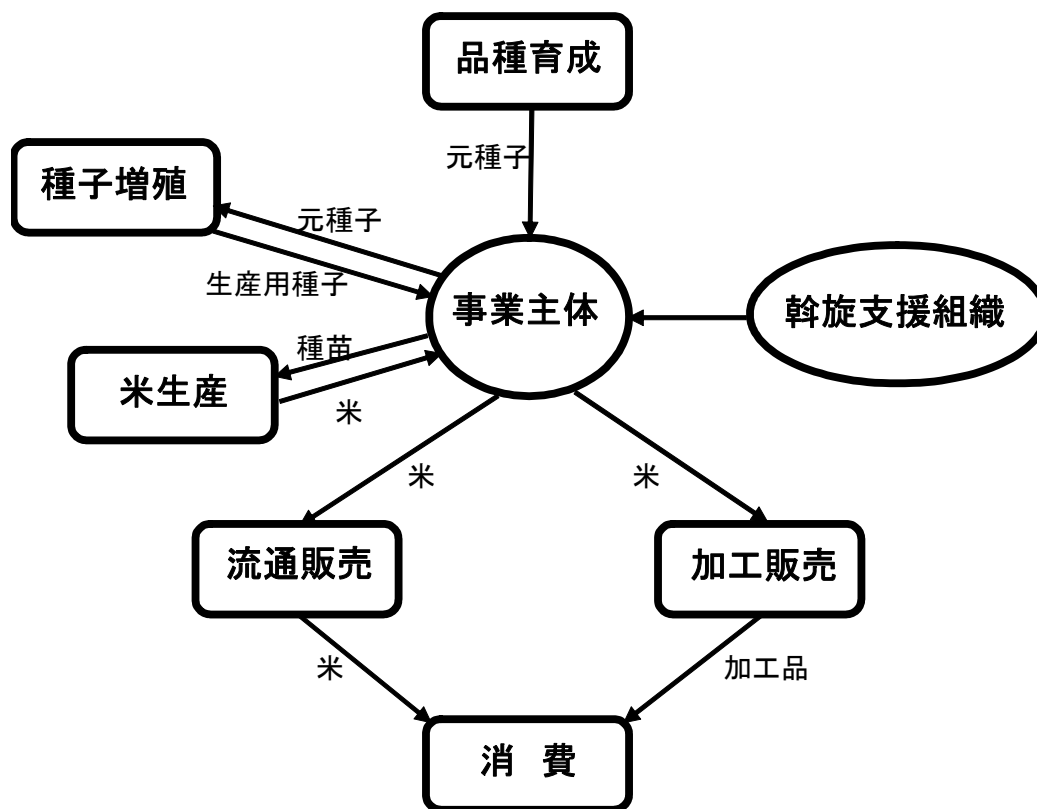 品種育成
元種子
種子増殖
元種子
生産用種子
事業主体
斡旋支援組織
種苗
米生産
米
米
米
流通販売
加工販売
米
加工品
消 費